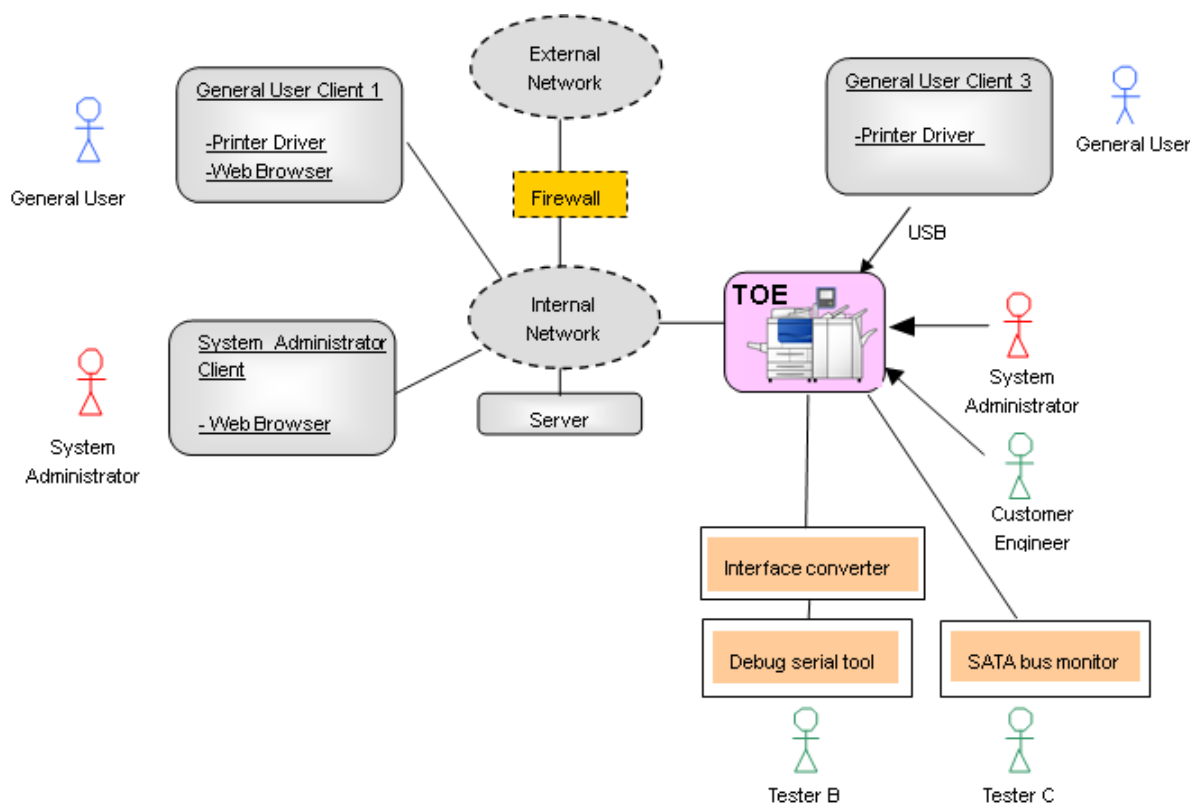 External
Network
General User Client 1
-Printer Driver
-Web Browser
General User
General User Client 3
-Printer Driver
General User
Firewall
USB
Internal
Network
TOE
System Administrator
Client
- Web Browser
System
Administrator
Server
System
Administrator
Customer
Engineer
Interface converter
Debug serial tool
SATA bus monitor
Tester B
Tester C